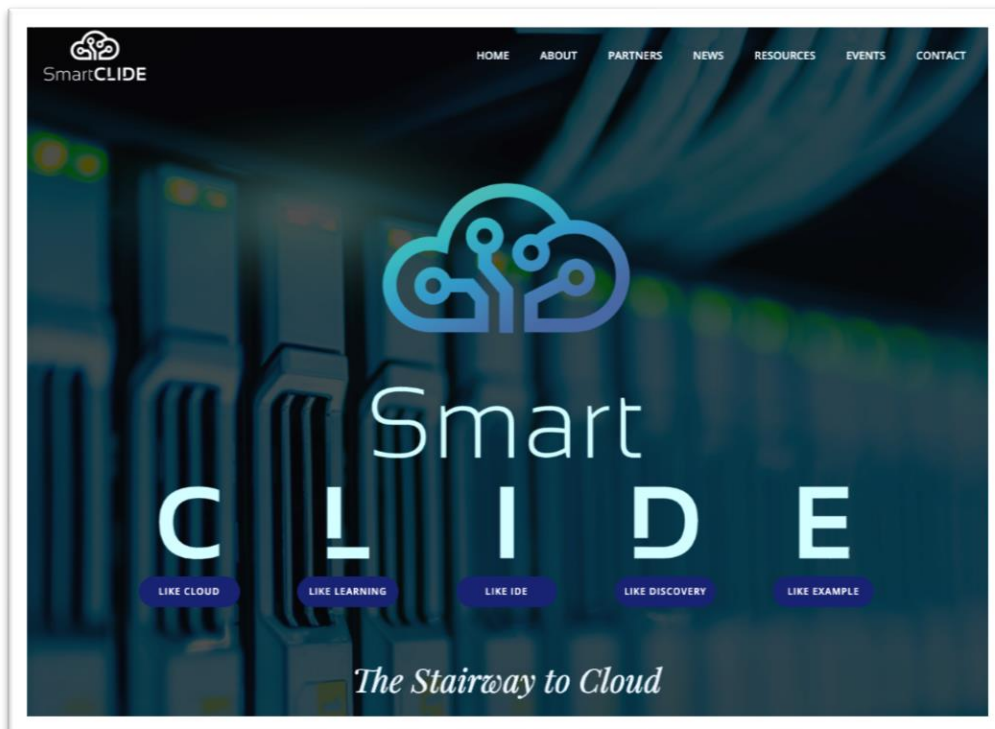 SmartCLIDE
HOME ABOUT PARTNERS NEWS RESOURCES EVENTS CONTACT
Smart
C L I D E
LIKE CLOUD LIKE LEARNING LIKE IDE LIKE DISCOVERY LIKE EXAMPLE
The Stairway to Cloud